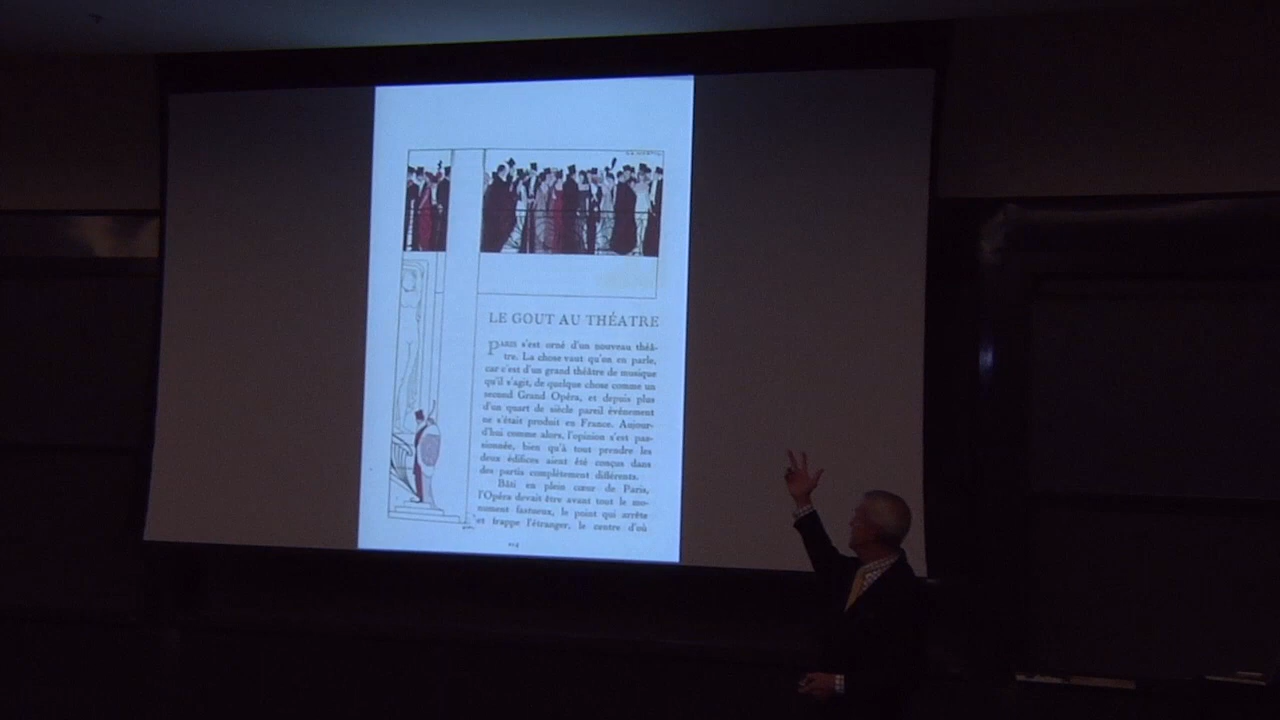 LE GOUT AU THÉATRE
PARIS s'est orné d'un nouveau théâ-
tre. La chose vaut qu'on en parle,
car c'est d'un grand théâtre de musique
qu'il s'agit, de quelque chose comme un
second Grand Opéra, et depuis plus
d'un quart de siècle pareil événement
ne s'était produit en France. Aujour-
d'hui comme alors, l'opinion s'est pas-
sionnée, bien qu'à tout prendre les
deux édifices aient été conçus dans
des partis complètement différents.
Bâti en plein cœur de Paris,
l'Opéra devait être avant tout le mo-
nument fastueux, le point qui arrête
et frappe l'étranger, le centre d'où